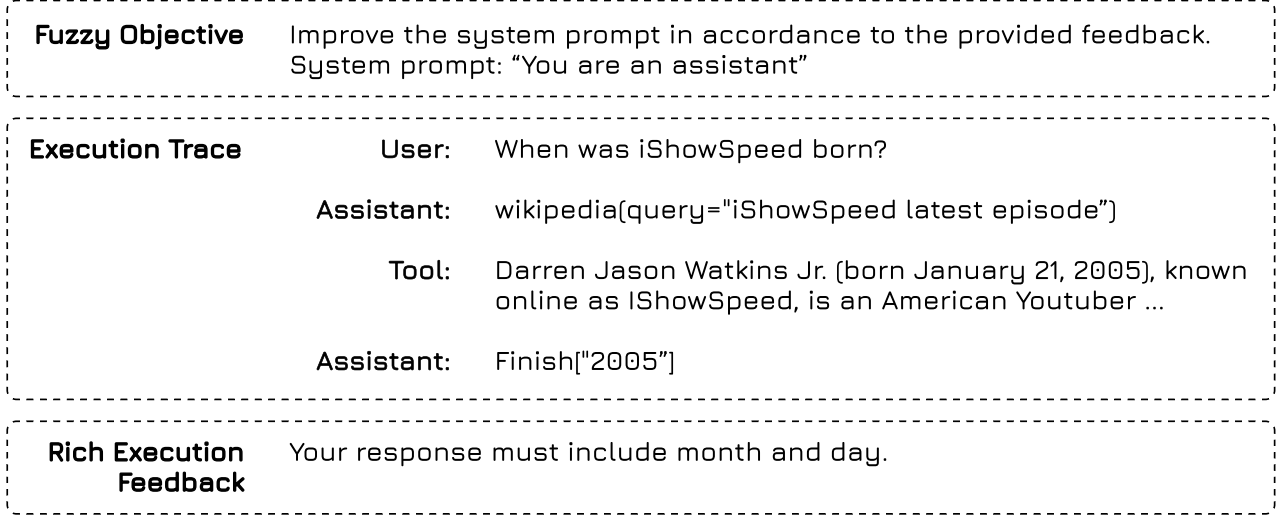 Fuzzy Objective Improve the system prompt in accordance to the provided feedback.
System prompt: “You are an assistant”
Execution Trace User: When was iShowSpeed born?
Assistant: wikipedia(query="iShowSpeed latest episode”)
Tool: Darren Jason Watkins Jr. (born January 21, 2005), known
online as IShowSpeed, is an American Youtuber ...
Assistant: Finish["2005”]
Rich Execution Your response must include month and day.
Feedback